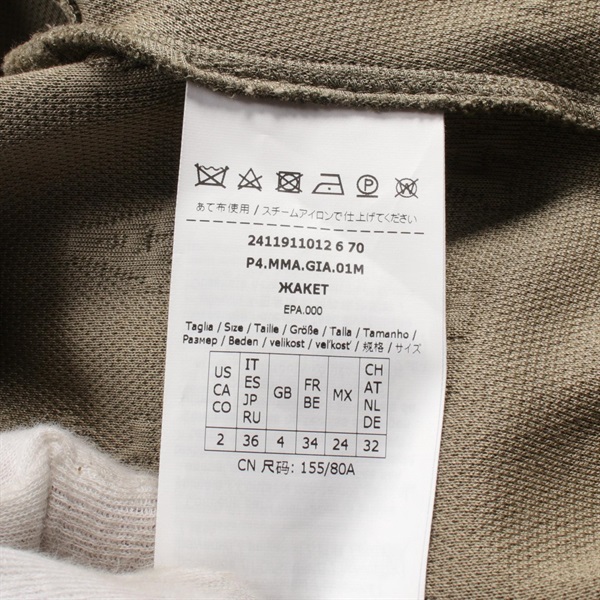 あて布使用 / スチームアイロンで仕上げてください
2411911012 6 70
P4.MMA.GIA.01M
ЖАКЕТ
EPA.000
Taglia / Size / Taille / Größe / Talla / Tamanho /
Размер / Beden / velikost / veľkosť / 规格 / サイズ
US CA CO | IT ES JP RU | GB | FR BE | MX | CH AT NL DE
2 | 36 | 4 | 34 | 24 | 32
CN 尺码: 155/80A